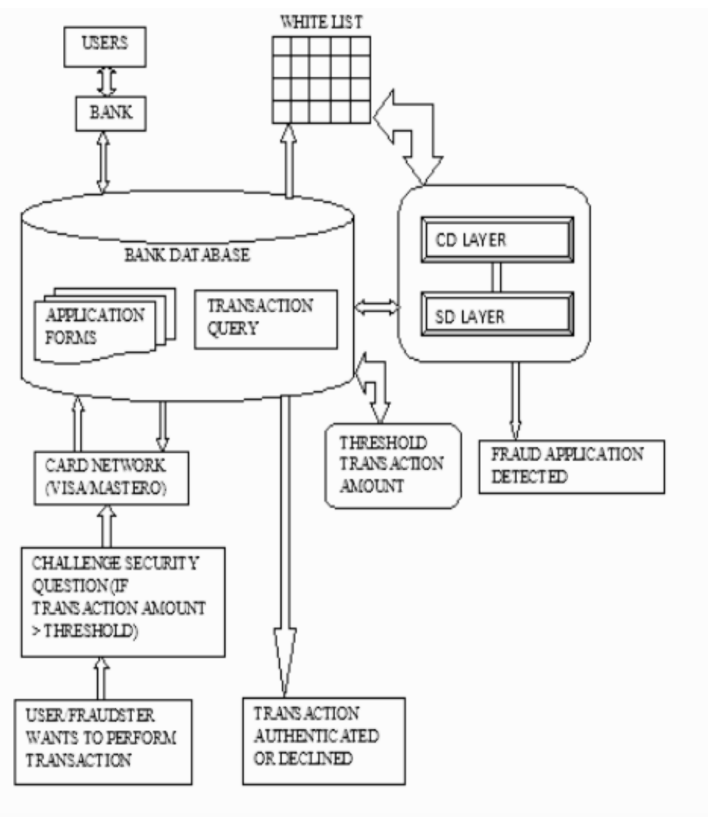 WHITE LIST
USERS
BANK
BANK DATABASE
APPLICATION
FORMS
TRANSACTION
QUERY
CD LAYER
SD LAYER
CARD NETWORK
(VISA/MASTERO)
THRESHOLD
TRANSACTION
AMOUNT
FRAUD APPLICATION
DETECTED
CHALLENGE SECURITY
QUESTION (IF
TRANSACTION AMOUNT
> THRESHOLD)
USER/FRAUDSTER
WANTS TO PERFORM
TRANSACTION
TRANSACTION
AUTHENTICATED
OR DECLINED